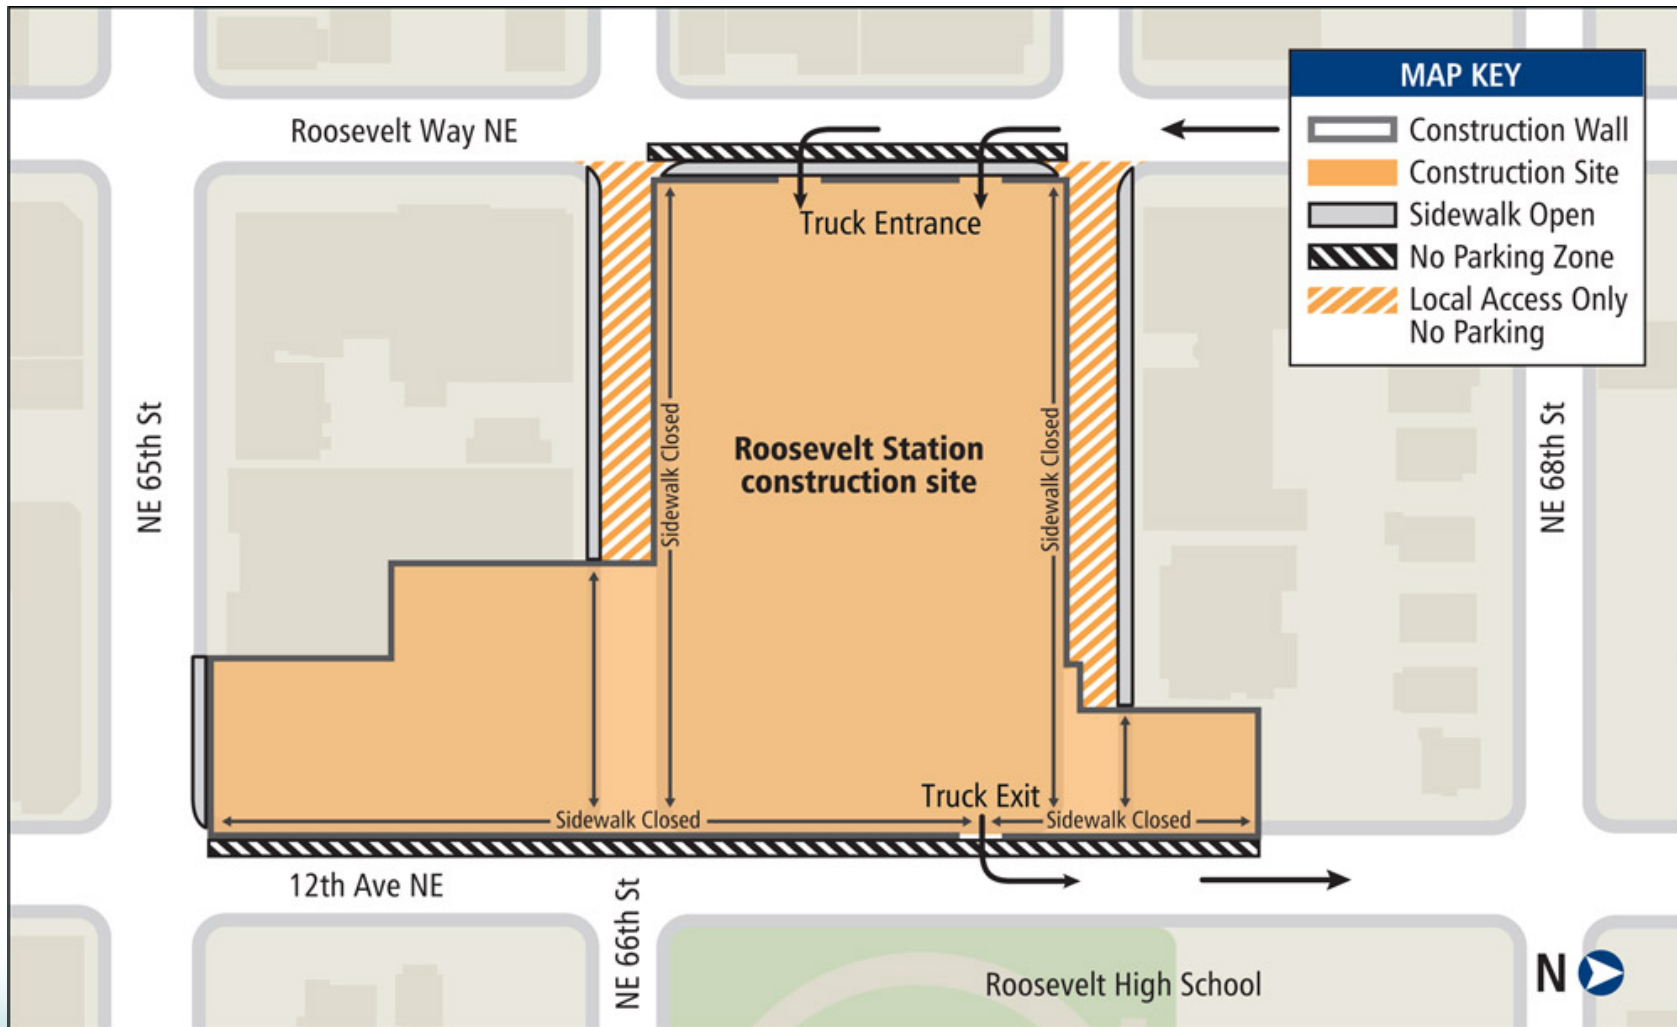 MAP KEY
Construction Wall
Construction Site
Sidewalk Open
No Parking Zone
Local Access Only
No Parking
Roosevelt Way NE
Truck Entrance
NE 65th St
Sidewalk Closed
Roosevelt Station
construction site
Sidewalk Closed
NE 68th St
Truck Exit
Sidewalk Closed
Sidewalk Closed
12th Ave NE
NE 66th St
Roosevelt High School
N